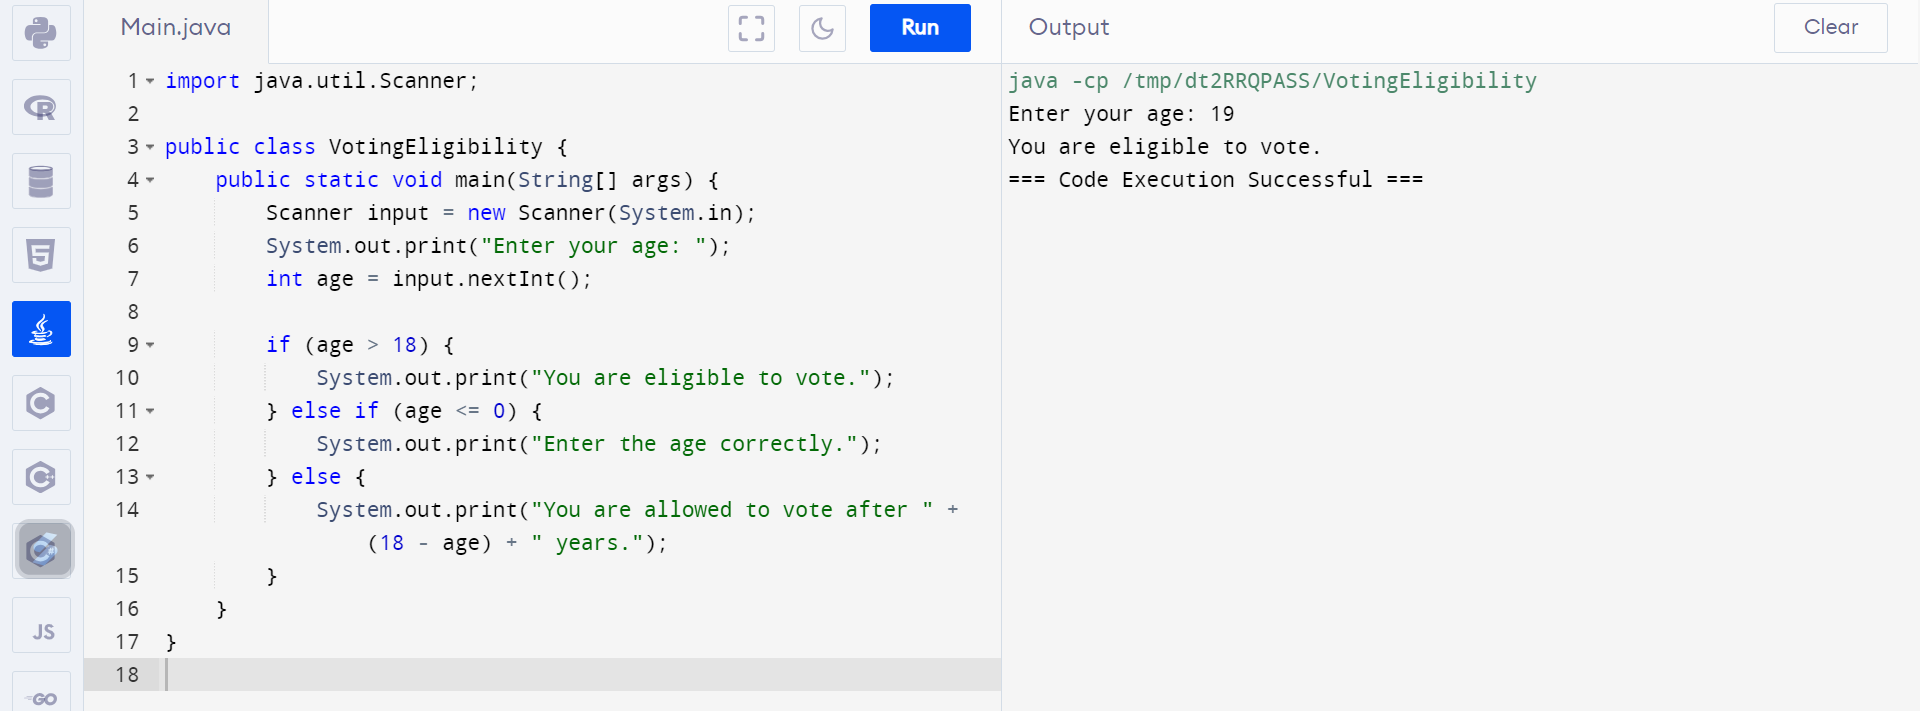 Main.java
Run
Output
Clear
1 import java.util.Scanner;
2
3 public class VotingEligibility {
4     public static void main(String[] args) {
5         Scanner input = new Scanner(System.in);
6         System.out.print("Enter your age: ");
7         int age = input.nextInt();
8
9         if (age > 18) {
10             System.out.print("You are eligible to vote.");
11         } else if (age <= 0) {
12             System.out.print("Enter the age correctly.");
13         } else {
14             System.out.print("You are allowed to vote after " +
                (18 - age) + " years.");
15         }
16     }
17 }
18
java -cp /tmp/dt2RRQPASS/VotingEligibility
Enter your age: 19
You are eligible to vote.
=== Code Execution Successful ===
R
5
C
C+
C#
JS
GO